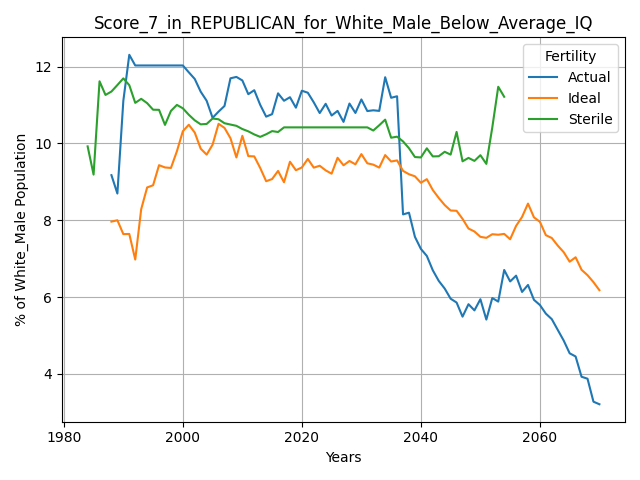 Score_7_in_REPUBLICAN_for_White_Male_Below_Average_IQ
Fertility
Actual
Ideal
Sterile
% of White_Male Population
12
10
8
6
4
1980
2000
2020
2040
2060
Years